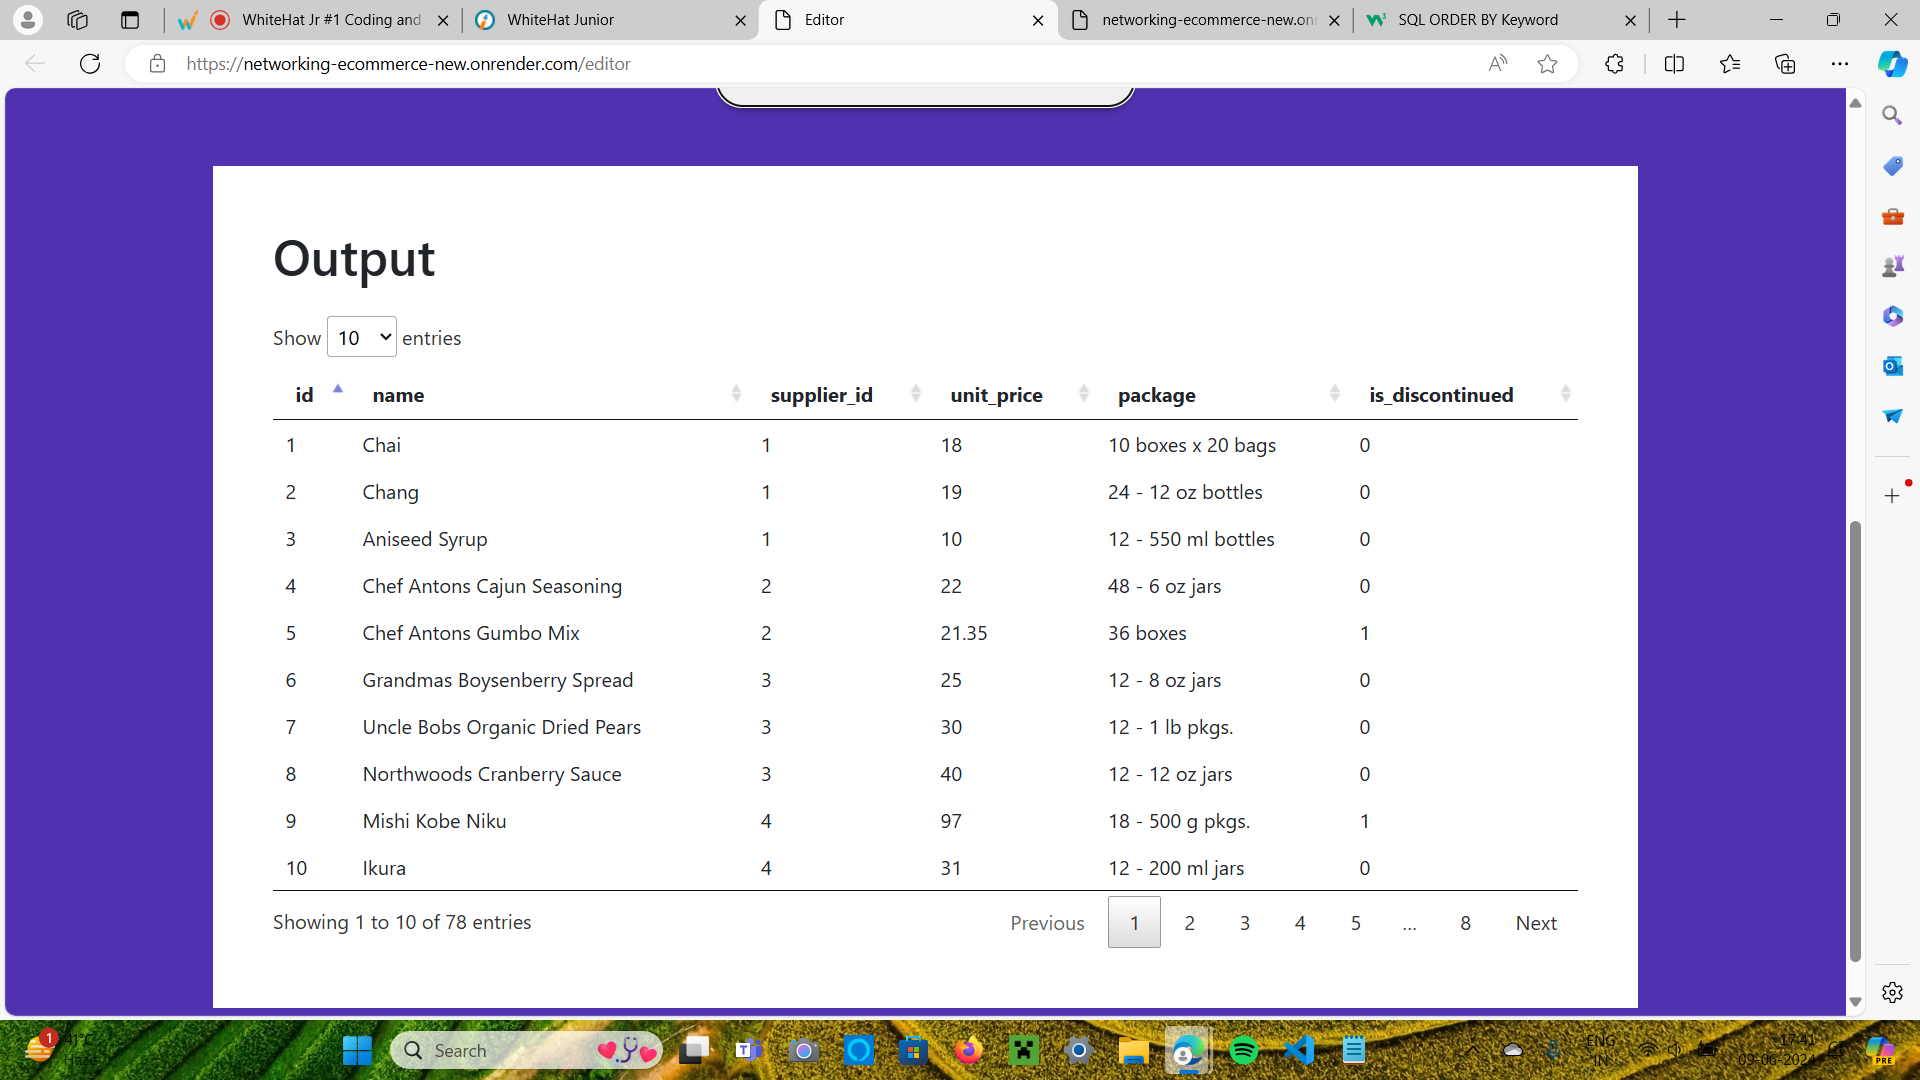 WhiteHat Jr #1 Coding and
WhiteHat Junior
Editor
networking-ecommerce-new.onr
SQL ORDER BY Keyword
https://networking-ecommerce-new.onrender.com/editor
Output
Show 10 entries
id name supplier_id unit_price package is_discontinued
1 Chai 1 18 10 boxes x 20 bags 0
2 Chang 1 19 24 - 12 oz bottles 0
3 Aniseed Syrup 1 10 12 - 550 ml bottles 0
4 Chef Antons Cajun Seasoning 2 22 48 - 6 oz jars 0
5 Chef Antons Gumbo Mix 2 21.35 36 boxes 1
6 Grandmas Boysenberry Spread 3 25 12 - 8 oz jars 0
7 Uncle Bobs Organic Dried Pears 3 30 12 - 1 lb pkgs. 0
8 Northwoods Cranberry Sauce 3 40 12 - 12 oz jars 0
9 Mishi Kobe Niku 4 97 18 - 500 g pkgs. 1
10 Ikura 4 31 12 - 200 ml jars 0
Showing 1 to 10 of 78 entries
Previous 1 2 3 4 5 … 8 Next
1
41°C
Haze
Search
ENG
IN
17:41
09-06-2024
PRE